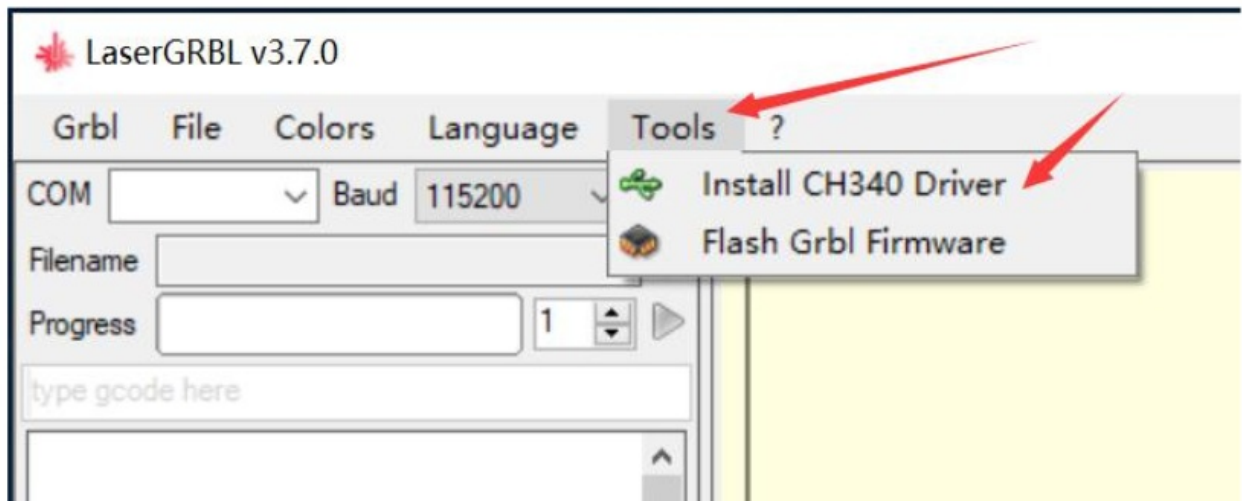 LaserGRBL v3.7.0
Grbl File Colors Language Tools ?
COM Baud 115200
Install CH340 Driver
Flash Grbl Firmware
Filename
Progress 1
type gcode here